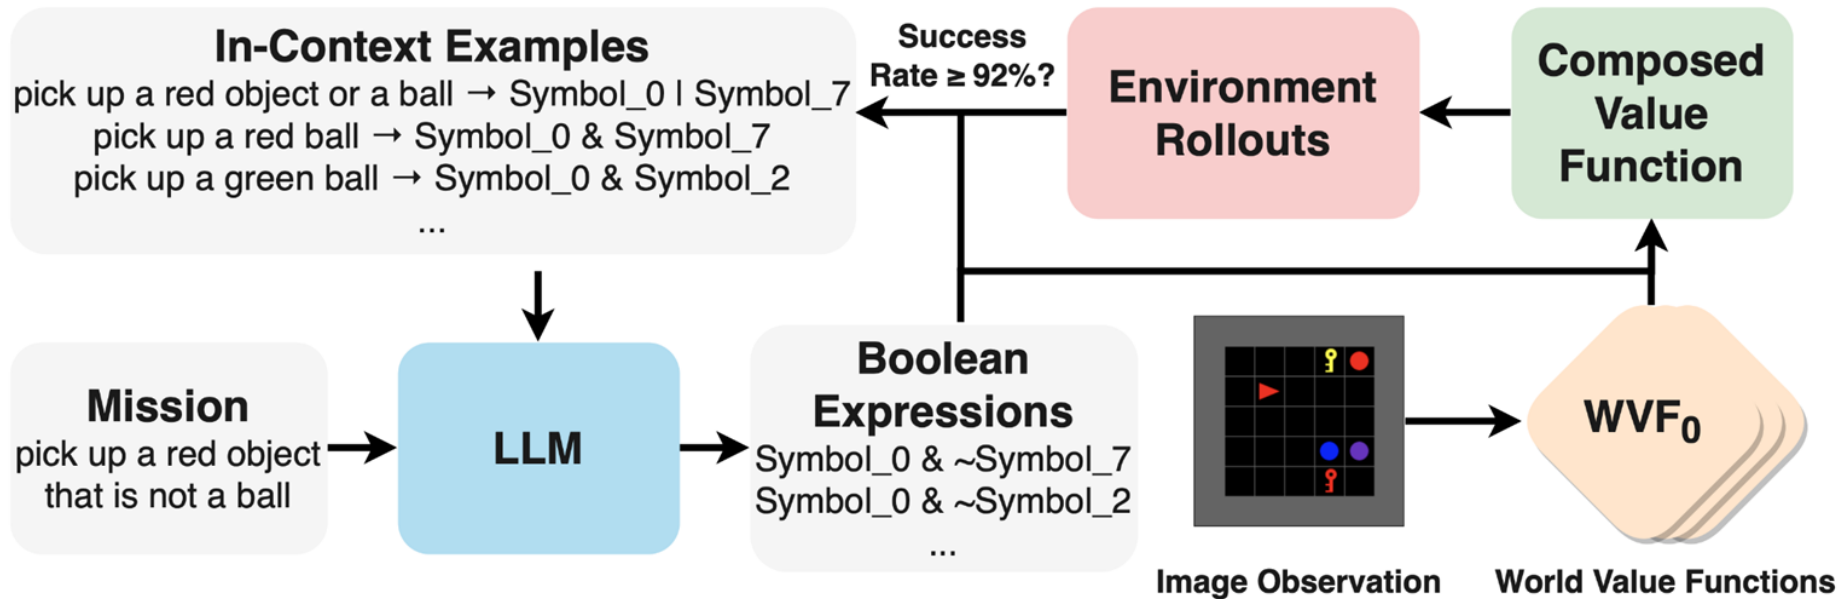 In-Context Examples
pick up a red object or a ball → Symbol_0 | Symbol_7
pick up a red ball → Symbol_0 & Symbol_7
pick up a green ball → Symbol_0 & Symbol_2
...
Success
Rate ≥ 92%?
Environment
Rollouts
Composed
Value
Function
Mission
pick up a red object
that is not a ball
LLM
Boolean
Expressions
Symbol_0 & ~Symbol_7
Symbol_0 & ~Symbol_2
...
Image Observation
WVF₀
World Value Functions